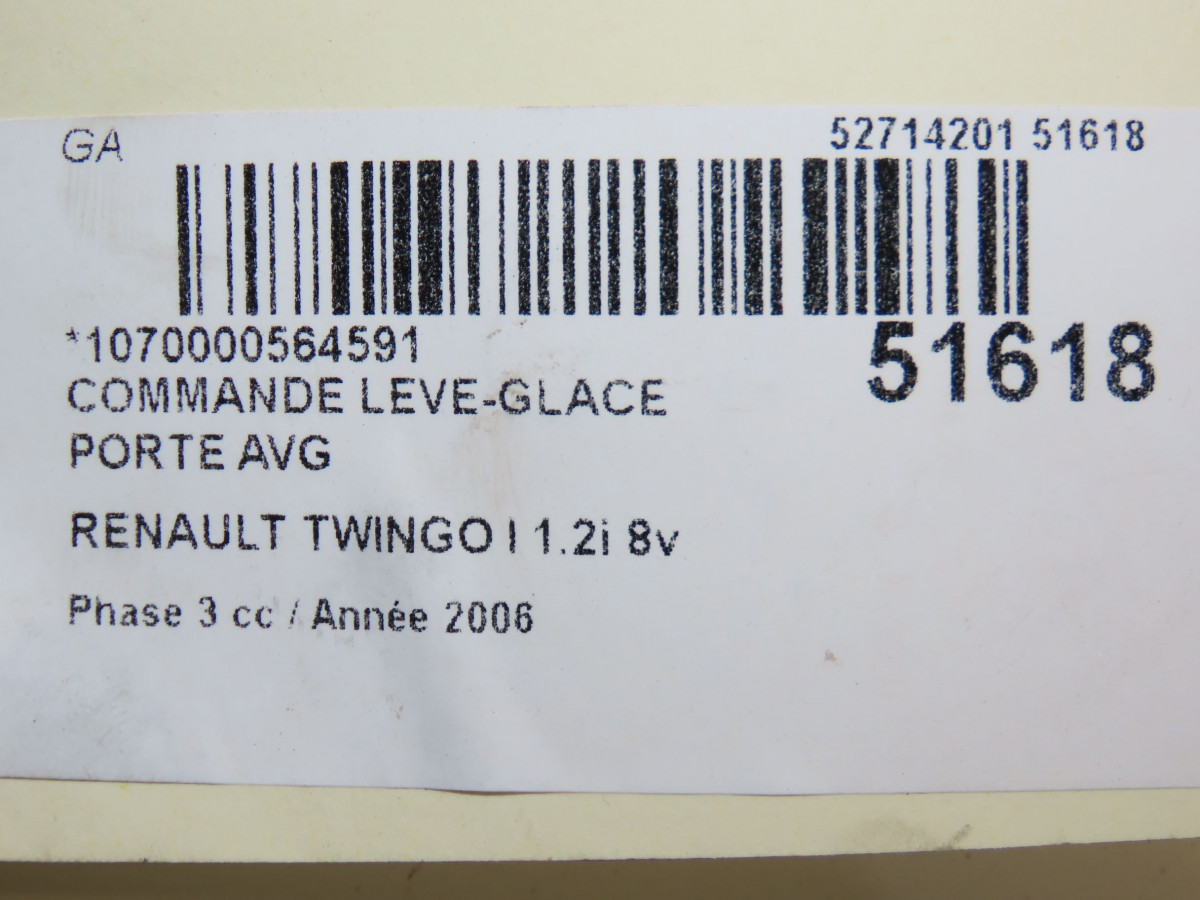 GA
52714201 51618
*1070000564591
51618
COMMANDE LEVE-GLACE
PORTE AVG
RENAULT TWINGO I 1.2i 8v
Phase 3 cc / Année 2006